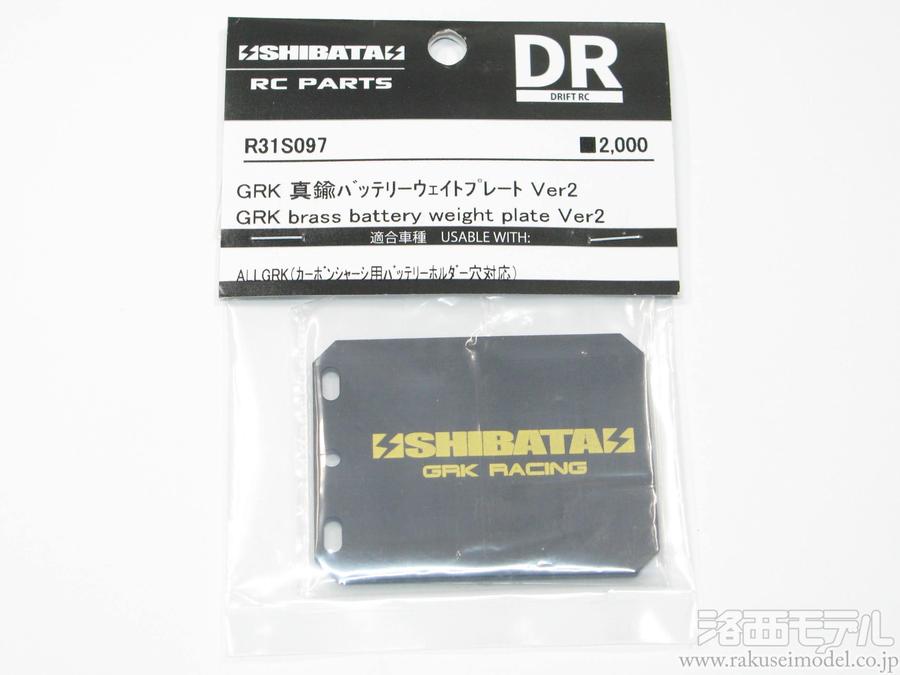 SHIBATA
RC PARTS
DR
DRIFT RC
R31S097
■2,000
GRK 真鍮バッテリーウェイトプレート Ver2
GRK brass battery weight plate Ver2
適合車種 USABLE WITH:
ALLGRK(カーボンシャーシ用バッテリーホルダー穴対応)
SHIBATA
GRK RACING
洛西モデル
www.rakuseimodel.co.jp